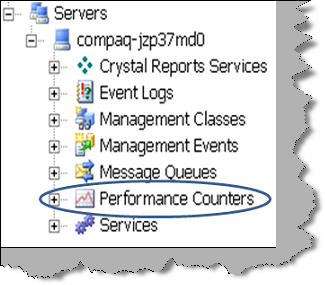 Servers
compaq-jzp37md0
Crystal Reports Services
Event Logs
Management Classes
Management Events
Message Queues
Performance Counters
Services